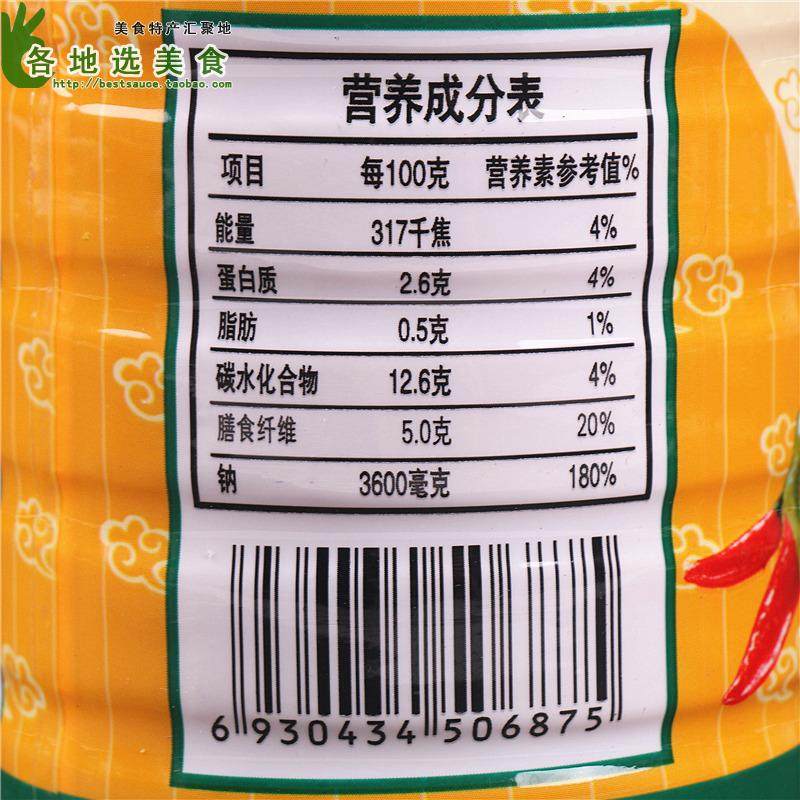 美食特产汇聚地
各地选美食
http://bestsauce.taobao.com/
营养成分表
项目 每100克 营养素参考值%
能量 317千焦 4%
蛋白质 2.6克 4%
脂肪 0.5克 1%
碳水化合物 12.6克 4%
膳食纤维 5.0克 20%
钠 3600毫克 180%
6 930434 506875